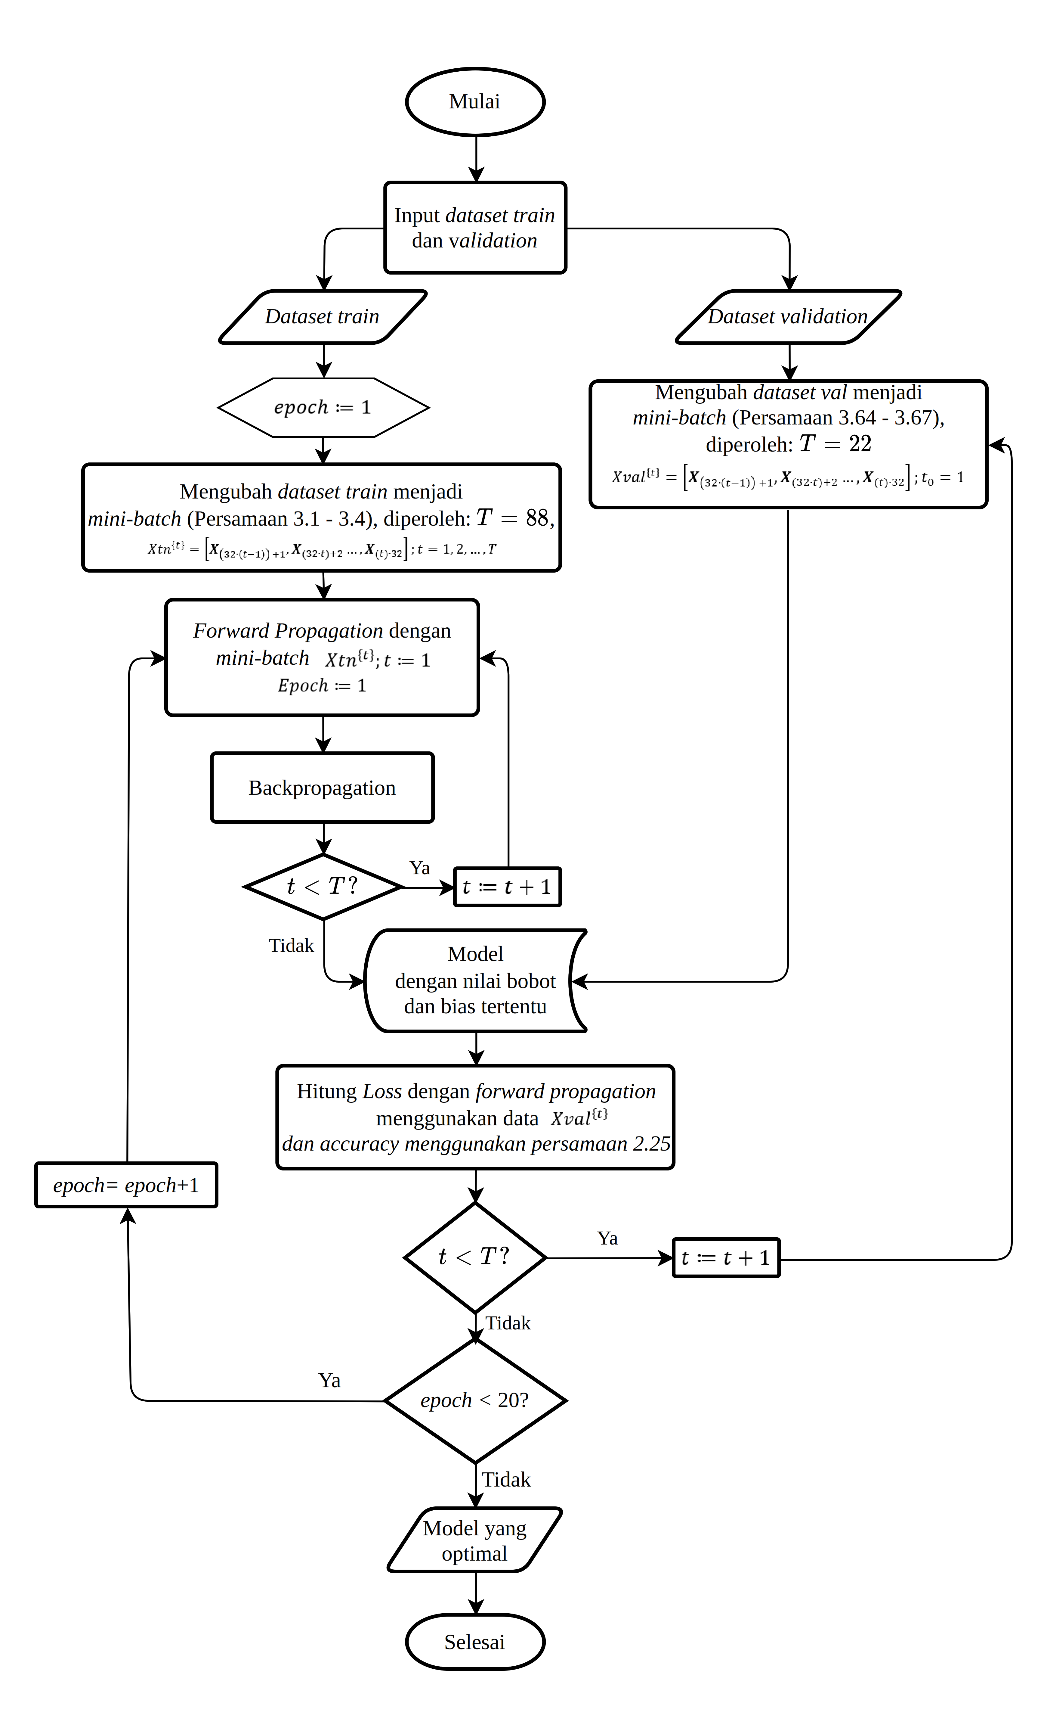 Mulai
Input dataset train
dan validation
Dataset train
Dataset validation
epoch ≔ 1
Mengubah dataset val menjadi
mini-batch (Persamaan 3.64 - 3.67),
diperoleh: T = 22
Xval^{t} = [X_(32·(t−1))+1, X_(32·t)+2 …, X_(t)·32]; t_0 = 1
Mengubah dataset train menjadi
mini-batch (Persamaan 3.1 - 3.4), diperoleh: T = 88,
Xtn^{t} = [X_(32·(t−1))+1, X_(32·t)+2 …, X_(t)·32]; t = 1, 2, …, T
Forward Propagation dengan
mini-batch Xtn^{t}; t ≔ 1
Epoch ≔ 1
Backpropagation
t < T?
Ya
t ≔ t + 1
Tidak
Model
dengan nilai bobot
dan bias tertentu
Hitung Loss dengan forward propagation
menggunakan data Xval^{t}
dan accuracy menggunakan persamaan 2.25
epoch= epoch+1
t < T?
Ya
t ≔ t + 1
Tidak
epoch < 20?
Ya
Tidak
Model yang
optimal
Selesai